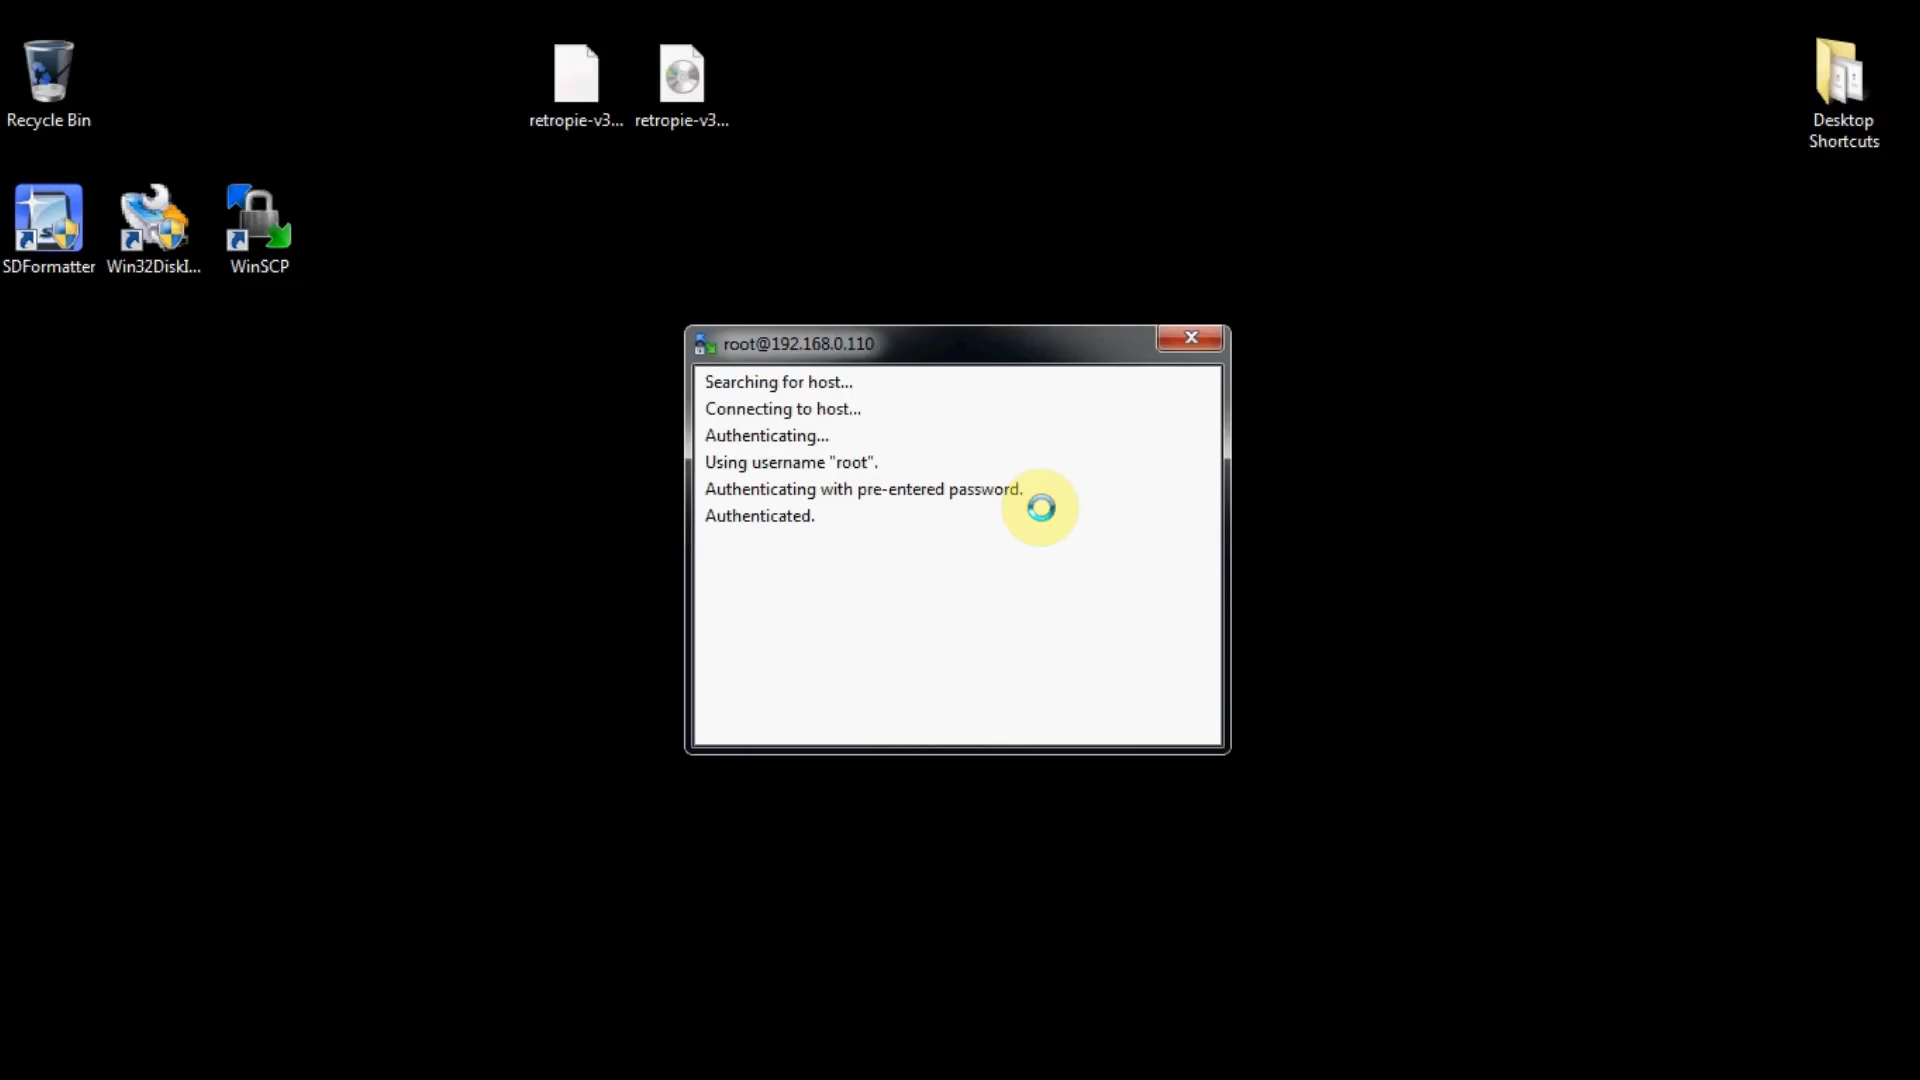 Recycle Bin
retropie-v3...
retropie-v3...
Desktop
Shortcuts
SDFormatter
Win32DiskI...
WinSCP
root@192.168.0.110
Searching for host...
Connecting to host...
Authenticating...
Using username "root".
Authenticating with pre-entered password.
Authenticated.